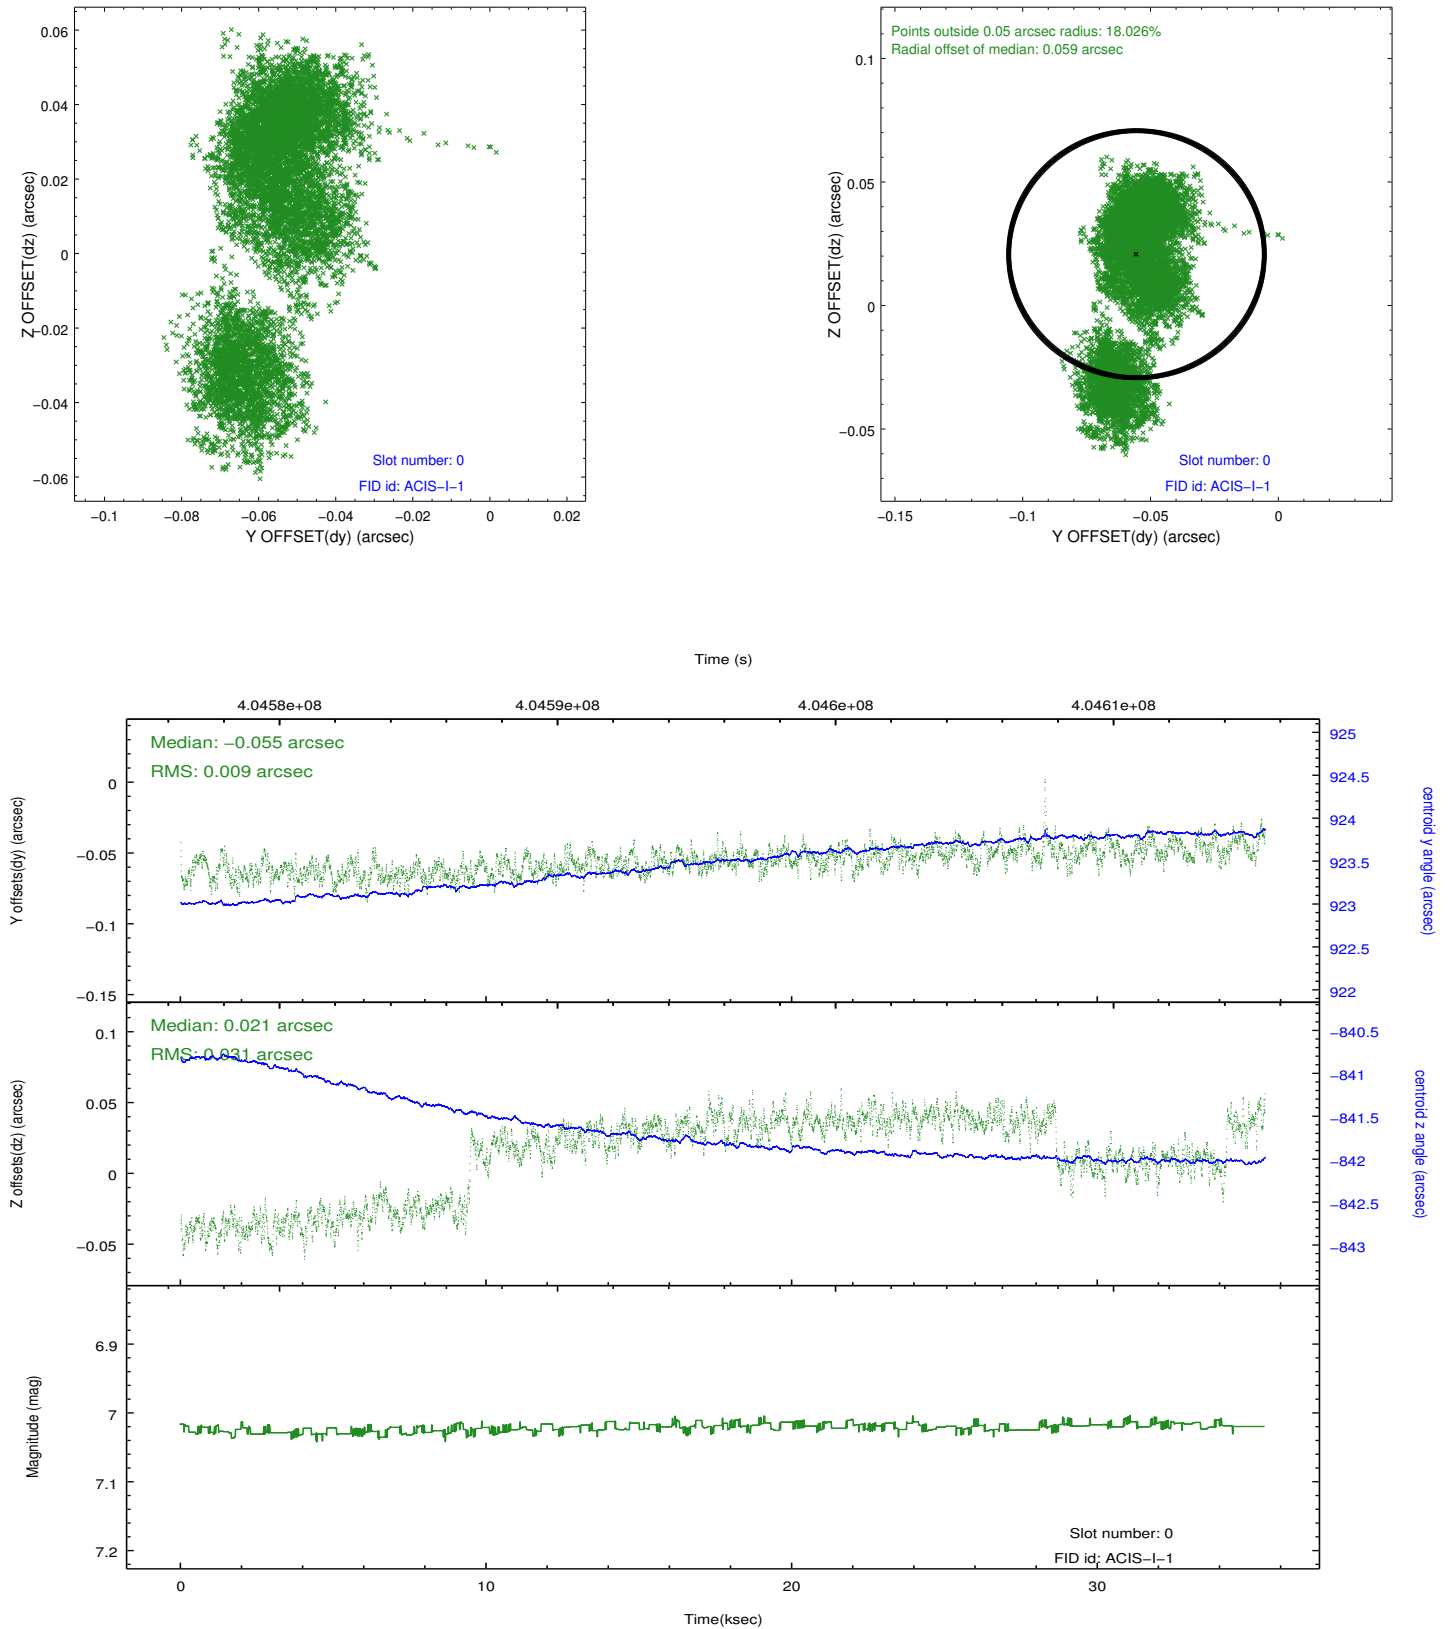 0.06
0.04
0.02
0
−0.02
−0.04
−0.06
Z OFFSET(dz) (arcsec)
Slot number: 0
FID id: ACIS−I−1
−0.1 −0.08 −0.06 −0.04 −0.02 0 0.02
Y OFFSET(dy) (arcsec)
Points outside 0.05 arcsec radius: 18.026%
Radial offset of median: 0.059 arcsec
0.1
0.05
0
−0.05
Z OFFSET(dz) (arcsec)
Slot number: 0
FID id: ACIS−I−1
−0.15 −0.1 −0.05 0
Y OFFSET(dy) (arcsec)
Time (s)
4.0458e+08 4.0459e+08 4.046e+08 4.0461e+08
Median: −0.055 arcsec
RMS: 0.009 arcsec
0
−0.05
−0.1
−0.15
Y offsets(dy) (arcsec)
925
924.5
924
923.5
923
922.5
922
centroid y angle (arcsec)
Median: 0.021 arcsec
RMS: 0.031 arcsec
0.1
0.05
0
−0.05
Z offsets(dz) (arcsec)
−840.5
−841
−841.5
−842
−842.5
−843
centroid z angle (arcsec)
6.9
7
7.1
7.2
Magnitude (mag)
Slot number: 0
FID id: ACIS−I−1
0 10 20 30
Time(ksec)